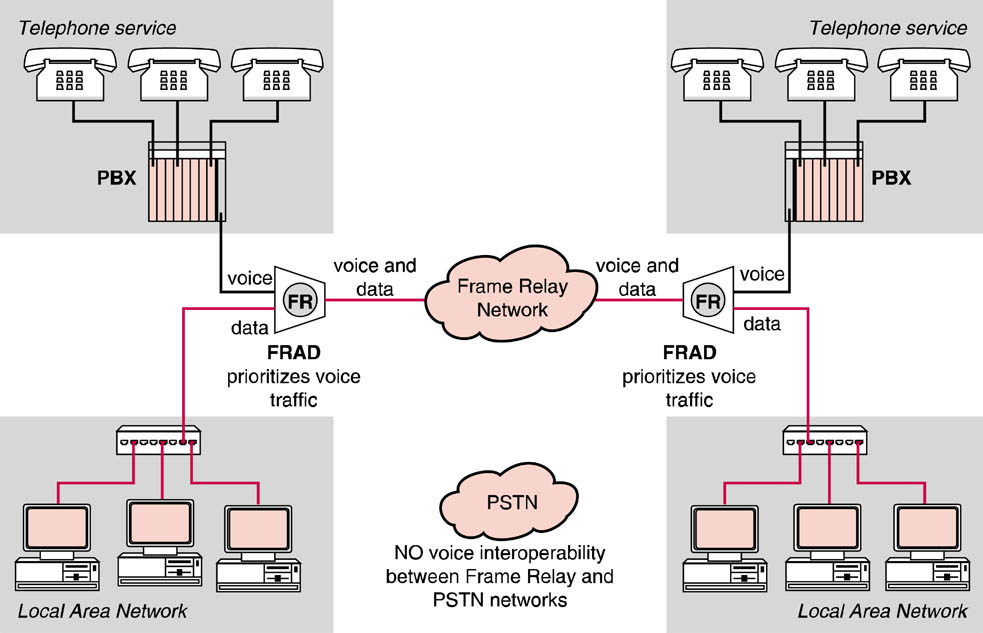 Telephone service
Telephone service
PBX
PBX
voice
voice and
data
Frame Relay
Network
voice and
data
voice
FR
FR
data
data
FRAD
prioritizes voice
traffic
FRAD
prioritizes voice
traffic
PSTN
NO voice interoperability
between Frame Relay and
PSTN networks
Local Area Network
Local Area Network